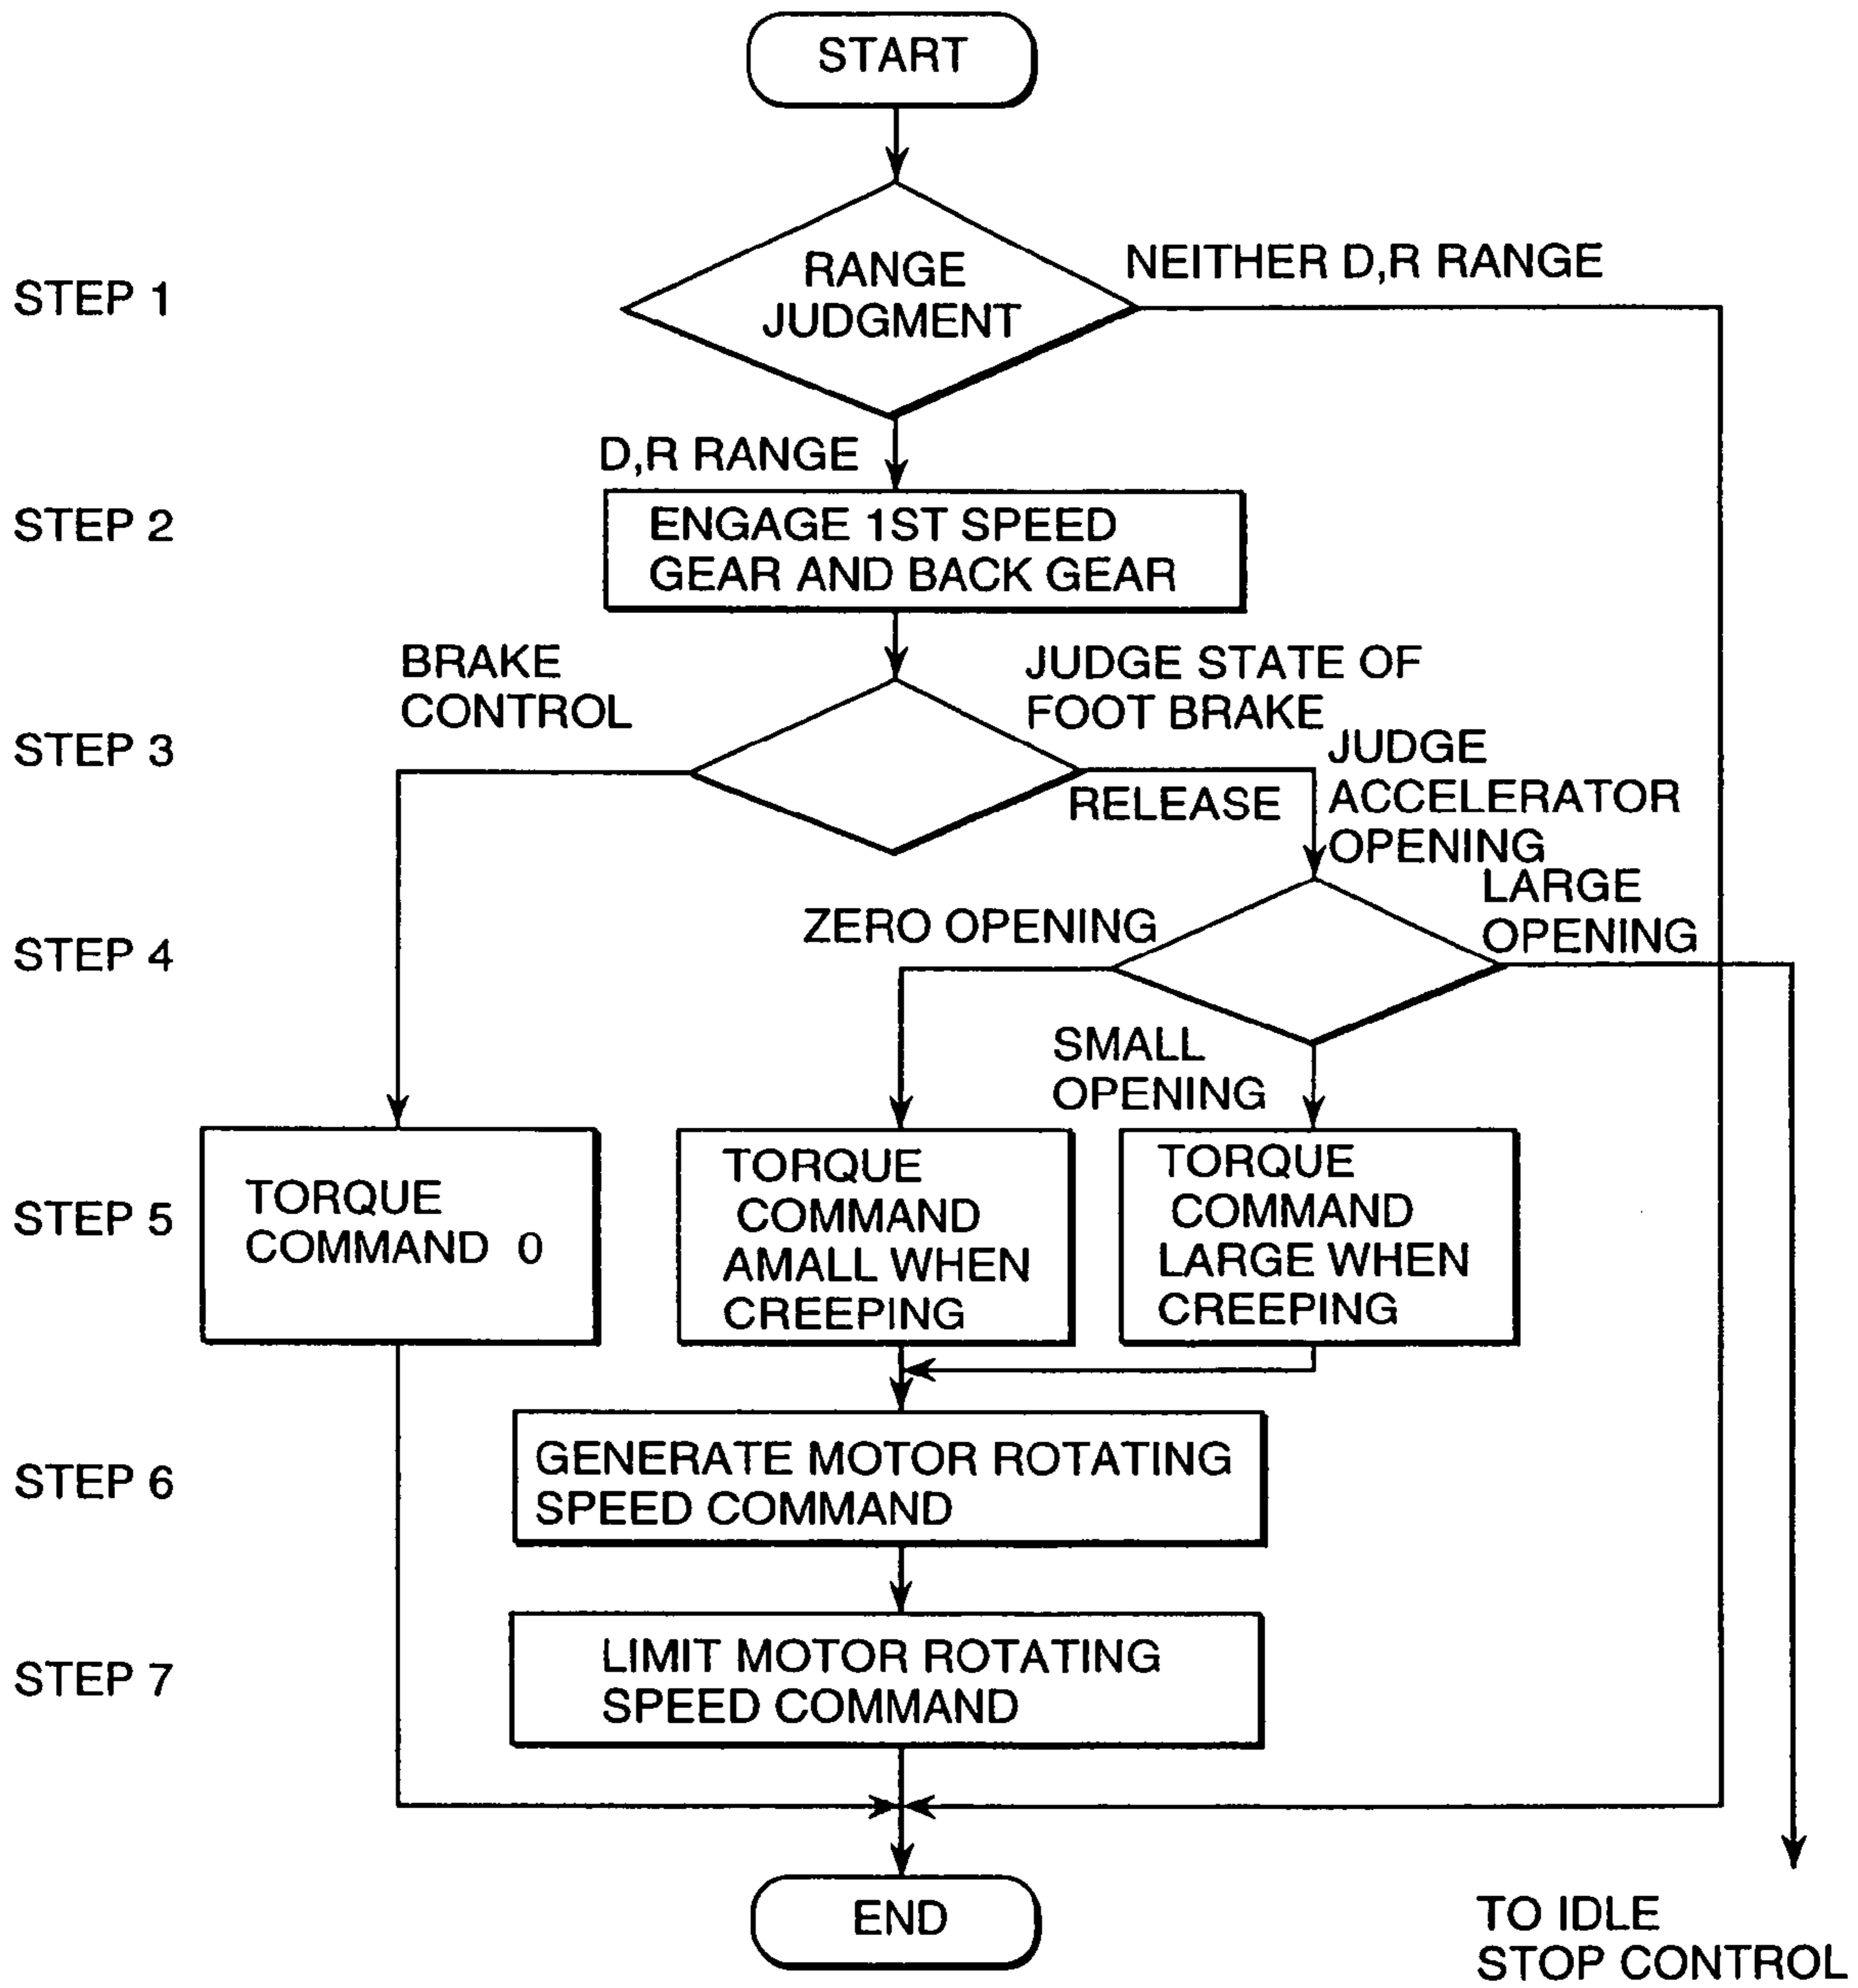 START
STEP 1
RANGE
JUDGMENT
NEITHER D,R RANGE
D,R RANGE
STEP 2
ENGAGE 1ST SPEED
GEAR AND BACK GEAR
STEP 3
BRAKE
CONTROL
JUDGE STATE OF
FOOT BRAKE
RELEASE
JUDGE
ACCELERATOR
OPENING
STEP 4
ZERO OPENING
LARGE
OPENING
SMALL
OPENING
STEP 5
TORQUE
COMMAND 0
TORQUE
COMMAND
AMALL WHEN
CREEPING
TORQUE
COMMAND
LARGE WHEN
CREEPING
STEP 6
GENERATE MOTOR ROTATING
SPEED COMMAND
STEP 7
LIMIT MOTOR ROTATING
SPEED COMMAND
END
TO IDLE
STOP CONTROL